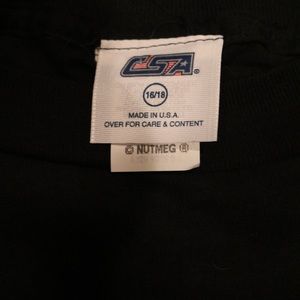 CSA®
16/18
MADE IN U.S.A.
OVER FOR CARE & CONTENT
© NUTMEG ®